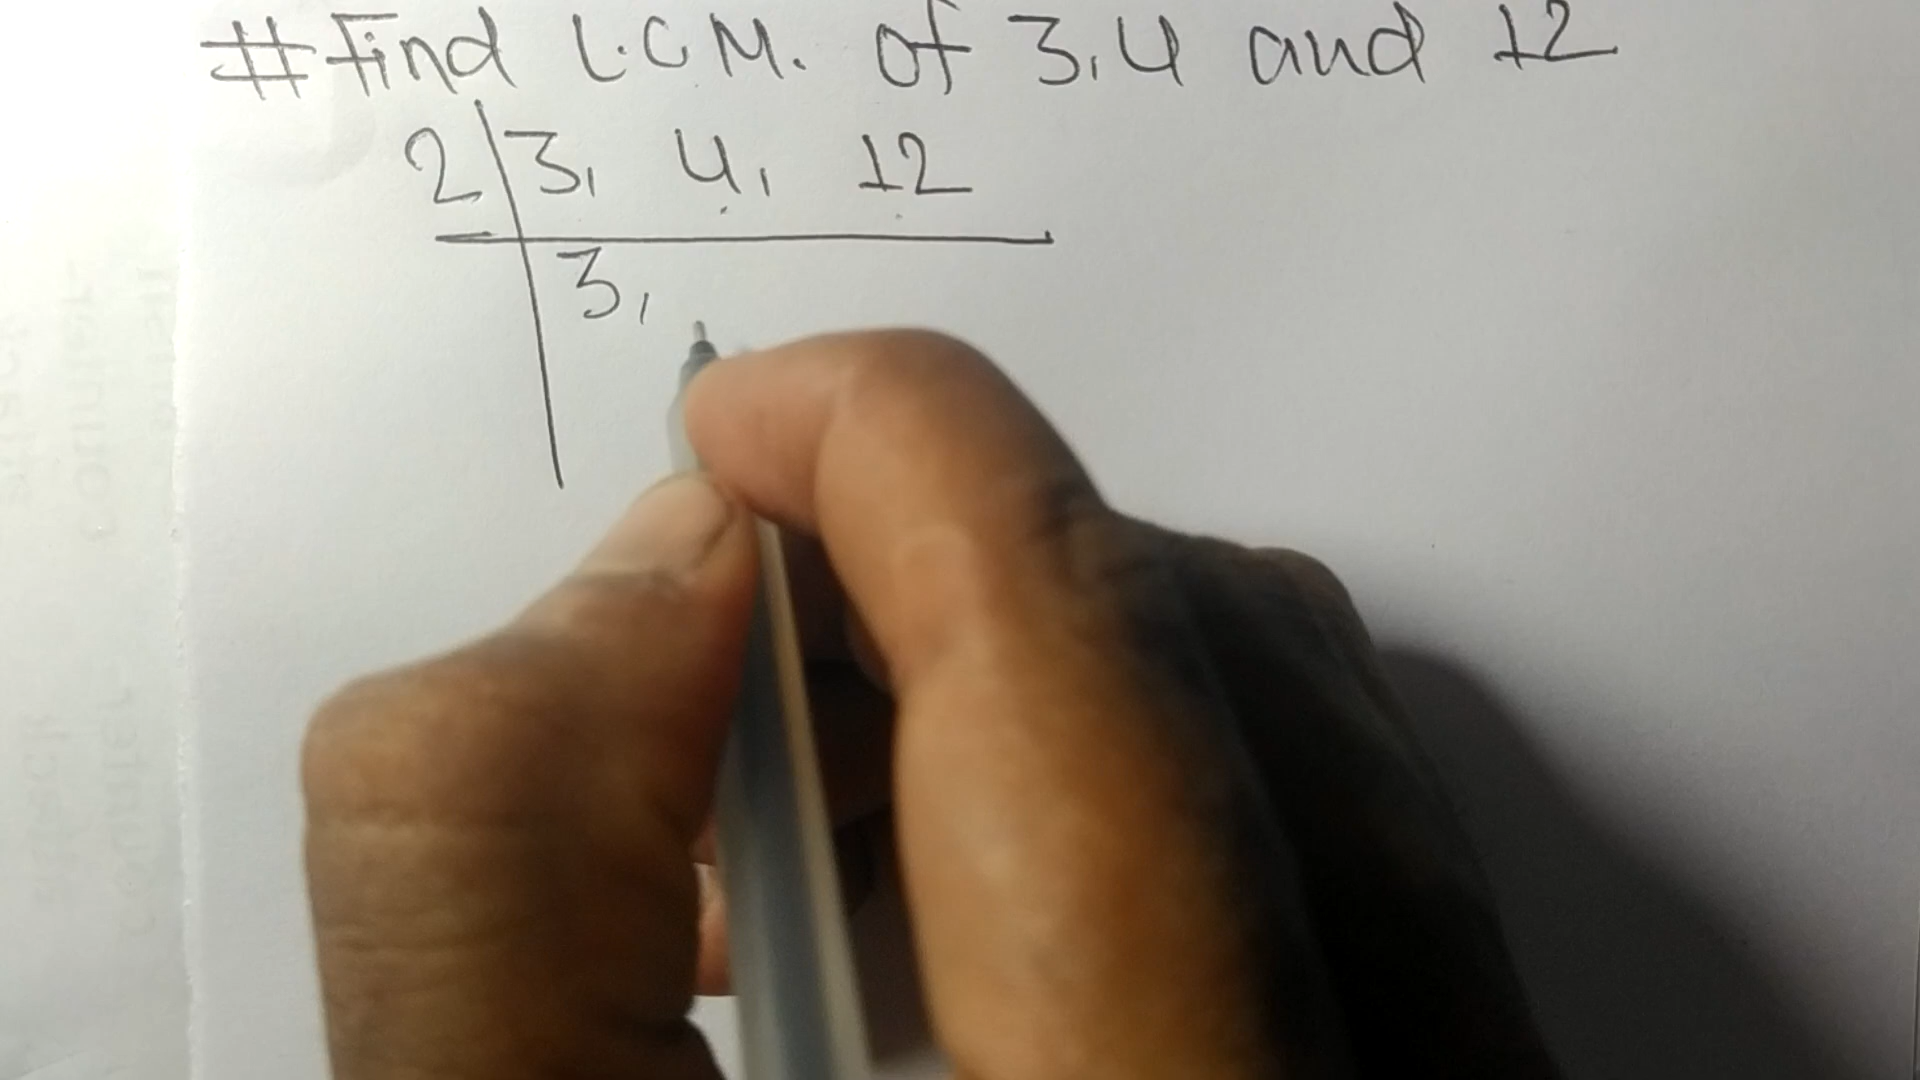 #Find L.C.M. of 3,4 and 12
2 3, 4, 12
3,